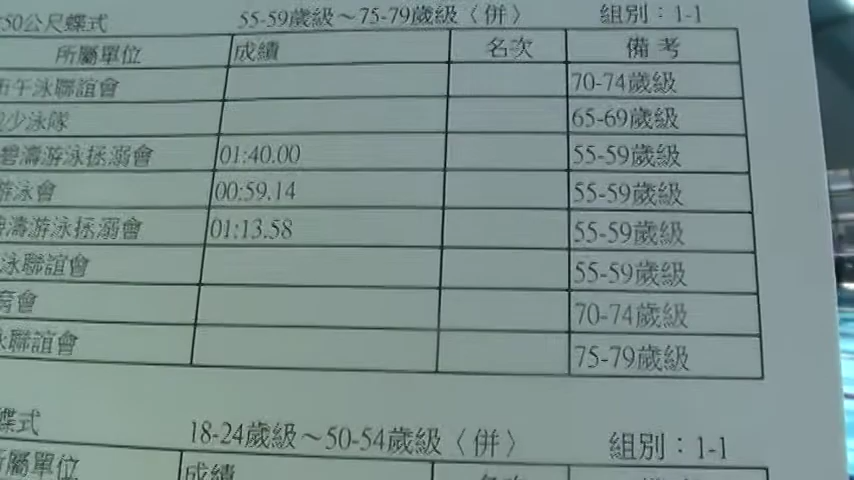 50公尺蝶式 55-59歲級～75-79歲級〈併〉 組別：1-1
所屬單位 成績 名次 備考
午泳聯誼會 70-74歲級
少泳隊 65-69歲級
碧濤游泳拯溺會 01:40.00 55-59歲級
游泳會 00:59.14 55-59歲級
濤游泳拯溺會 01:13.58 55-59歲級
泳聯誼會 55-59歲級
育會 70-74歲級
泳聯誼會 75-79歲級
蝶式 18-24歲級～50-54歲級〈併〉 組別：1-1
所屬單位 成績